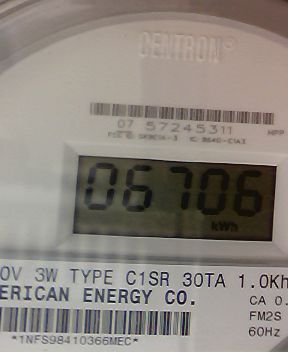 CENTRON®
07 57245311
06706
kWh
0V 3W TYPE C1SR 30TA 1.0Kh
ERICAN ENERGY CO.
CA 0.
FM2S
60Hz
*1NFS98410366MEC*